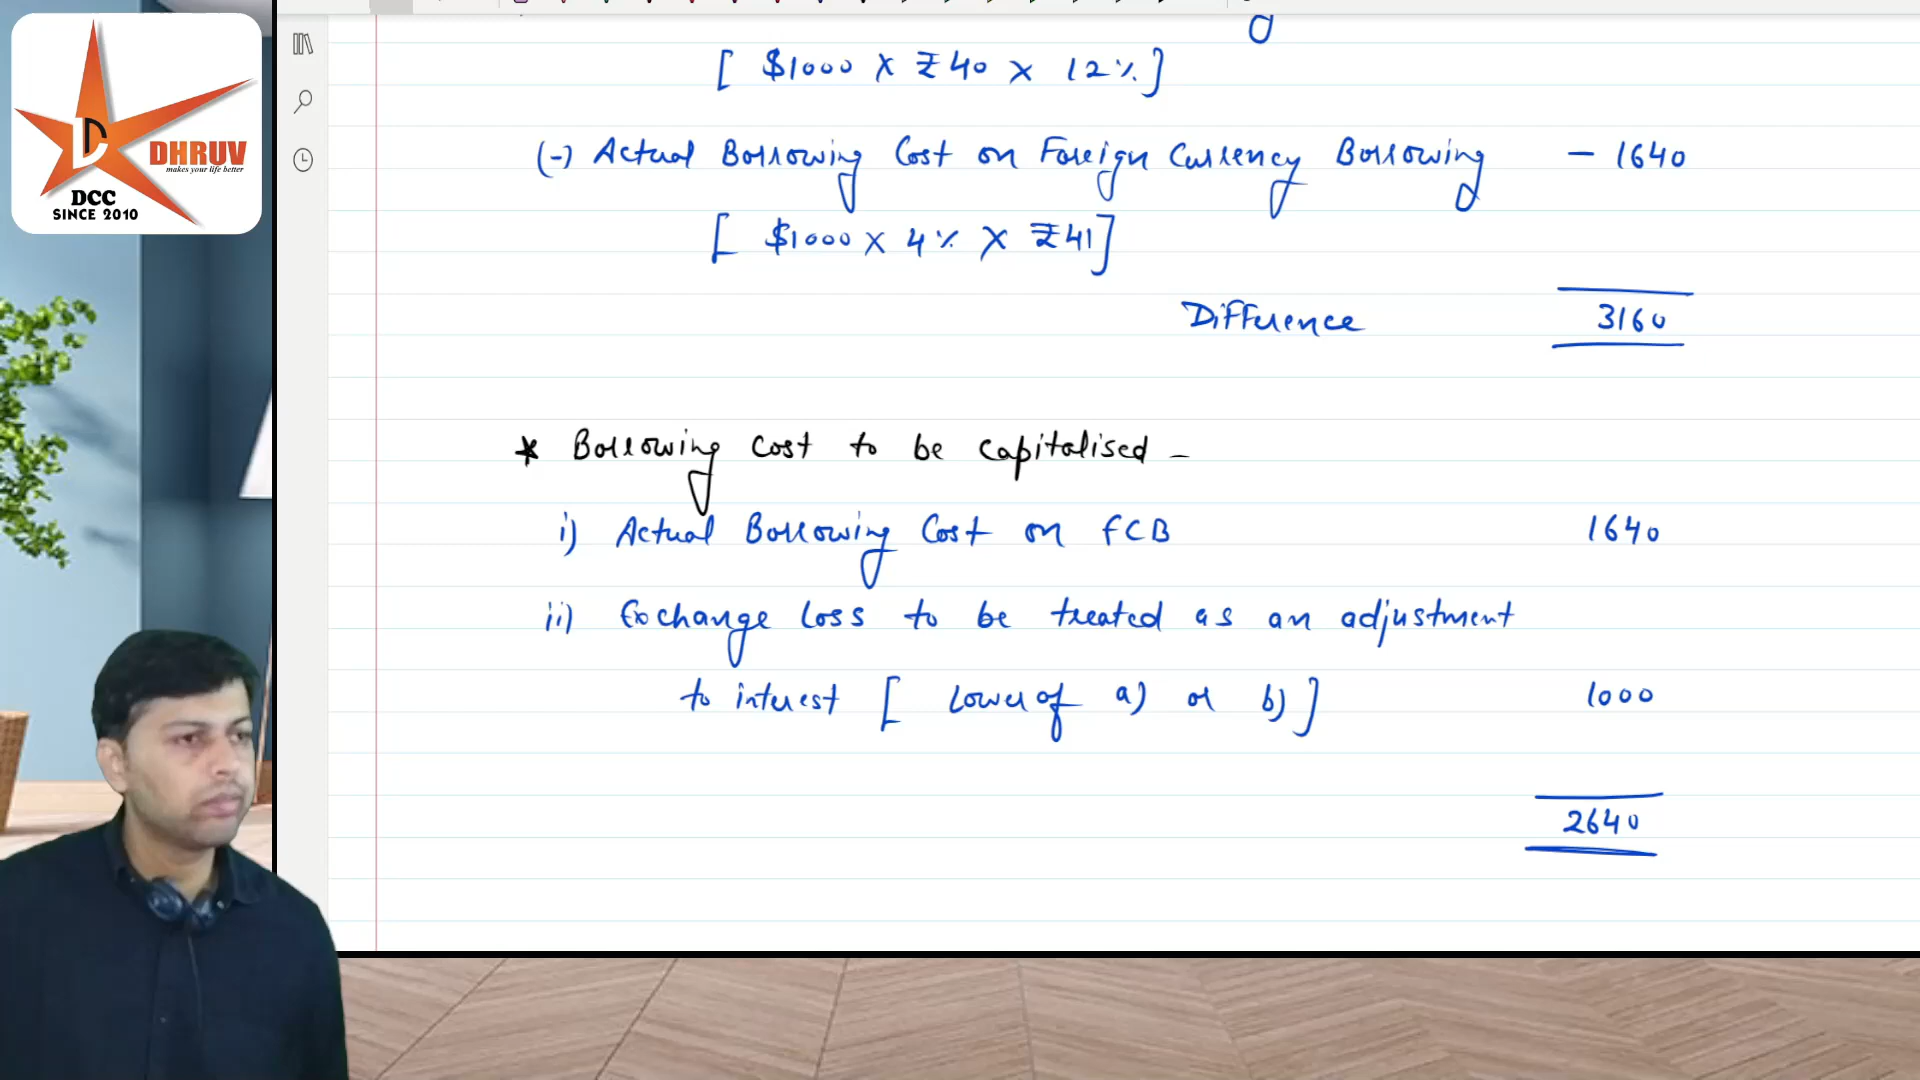 [ $1000 X ₹40 x 12% ]
(-) Actual Borrowing Cost on Foreign Currency Borrowing - 1640
[ $1000 X 4% X ₹41 ]
Difference 3160
* Borrowing cost to be capitalised -
i) Actual Borrowing Cost on FCB 1640
ii) Exchange loss to be treated as an adjustment
to interest [ lower of a) or b) ] 1000
2640
D
DHRUV
makes your life better
DCC
SINCE 2010